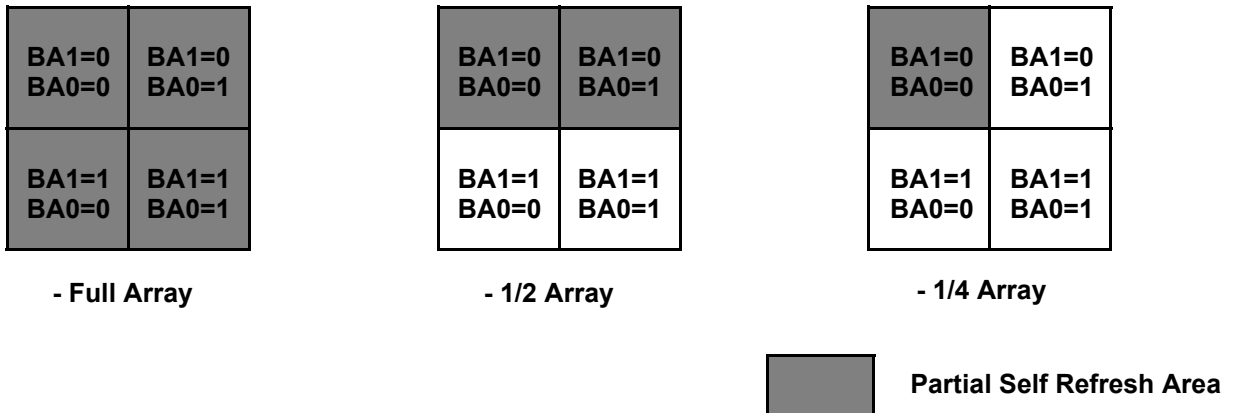 BA1=0 BA1=0
BA0=0 BA0=1
BA1=1 BA1=1
BA0=0 BA0=1
- Full Array
BA1=0 BA1=0
BA0=0 BA0=1
BA1=1 BA1=1
BA0=0 BA0=1
- 1/2 Array
BA1=0 BA1=0
BA0=0 BA0=1
BA1=1 BA1=1
BA0=0 BA0=1
- 1/4 Array
Partial Self Refresh Area